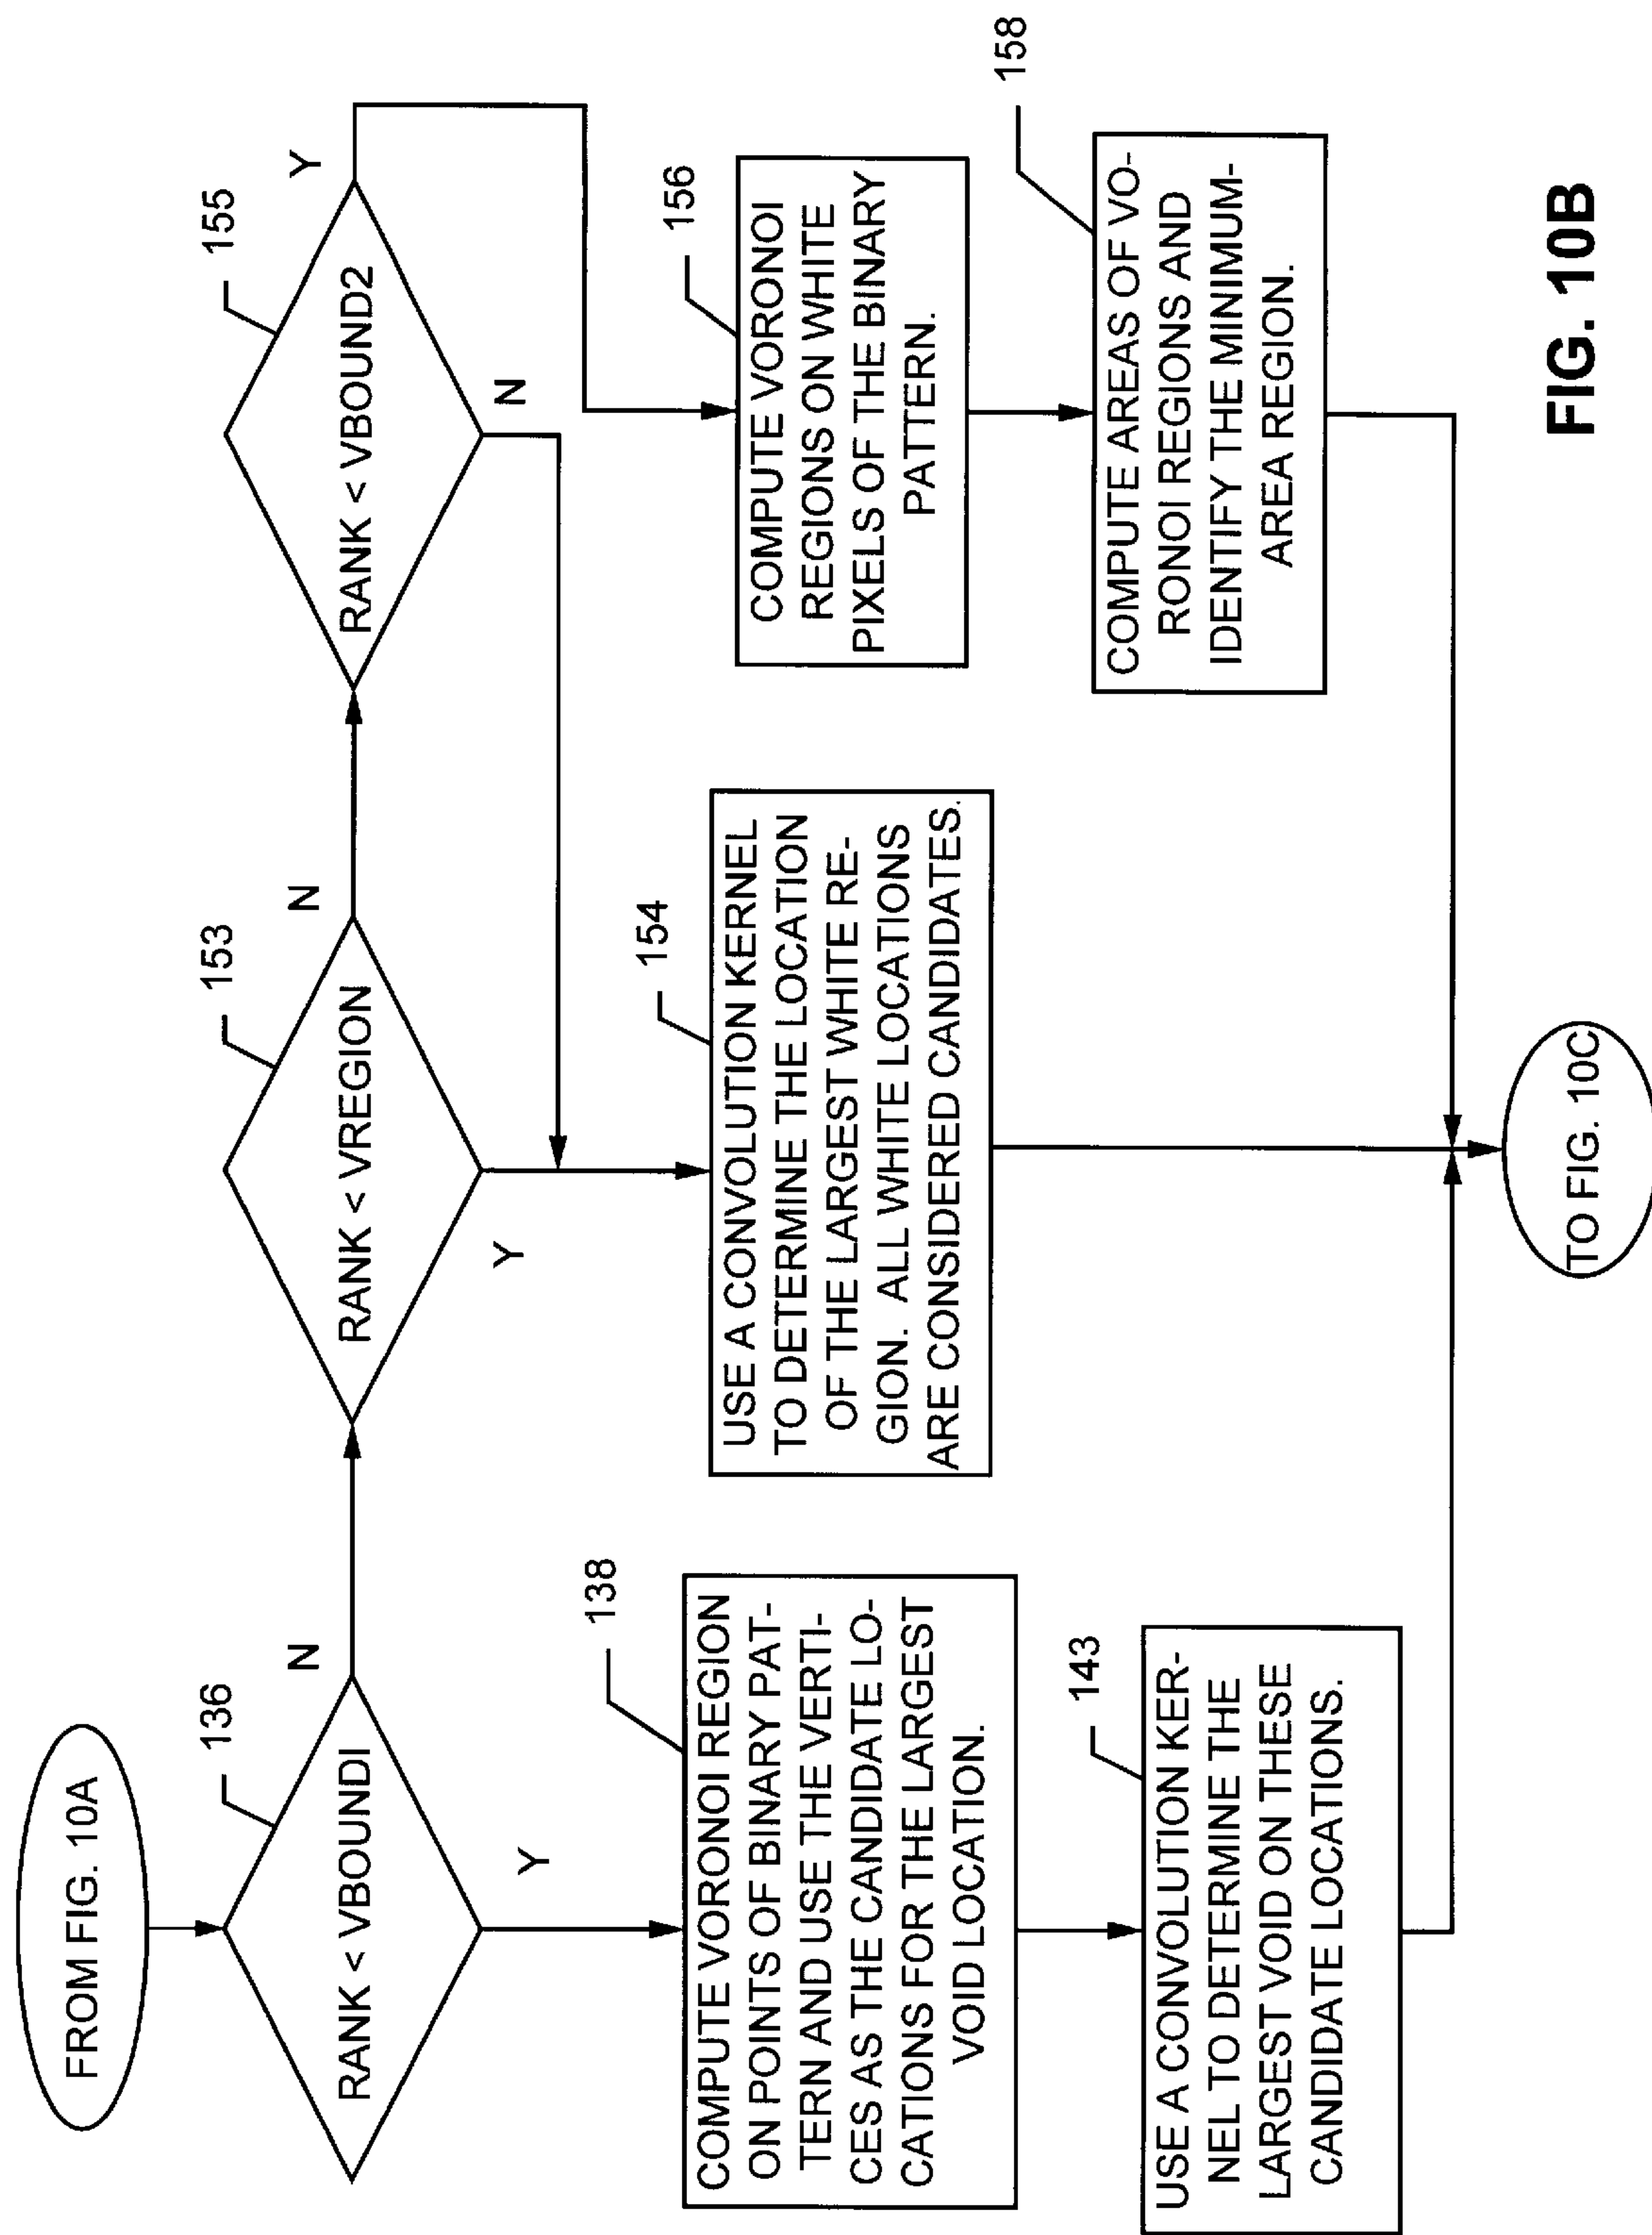 FROM FIG. 10A
136
RANK < VBOUNDI
N
Y
153
RANK < VREGION
N
Y
155
RANK < VBOUND2
Y
N
138
COMPUTE VORONOI REGION
ON POINTS OF BINARY PAT-
TERN AND USE THE VERTI-
CES AS THE CANDIDATE LO-
CATIONS FOR THE LARGEST
VOID LOCATION.
143
USE A CONVOLUTION KER-
NEL TO DETERMINE THE
LARGEST VOID ON THESE
CANDIDATE LOCATIONS.
154
USE A CONVOLUTION KERNEL
TO DETERMINE THE LOCATION
OF THE LARGEST WHITE RE-
GION. ALL WHITE LOCATIONS
ARE CONSIDERED CANDIDATES.
156
COMPUTE VORONOI
REGIONS ON WHITE
PIXELS OF THE BINARY
PATTERN.
158
COMPUTE AREAS OF VO-
RONOI REGIONS AND
IDENTIFY THE MINIMUM-
AREA REGION.
TO FIG. 10C
FIG. 10B